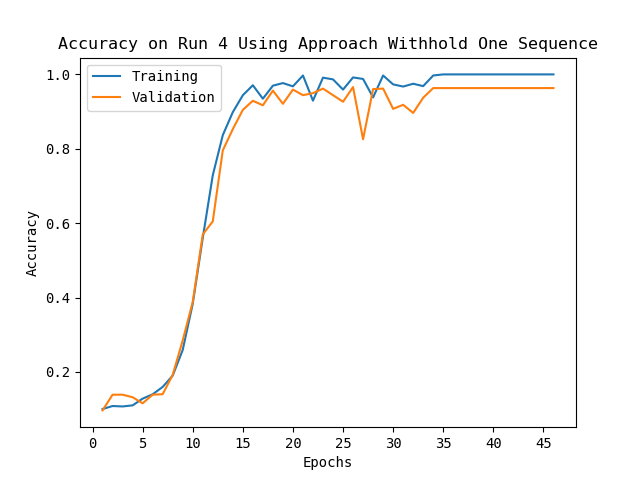 Accuracy on Run 4 Using Approach Withhold One Sequence
Training
Validation
1.0
0.8
0.6
0.4
0.2
Accuracy
0 5 10 15 20 25 30 35 40 45
Epochs